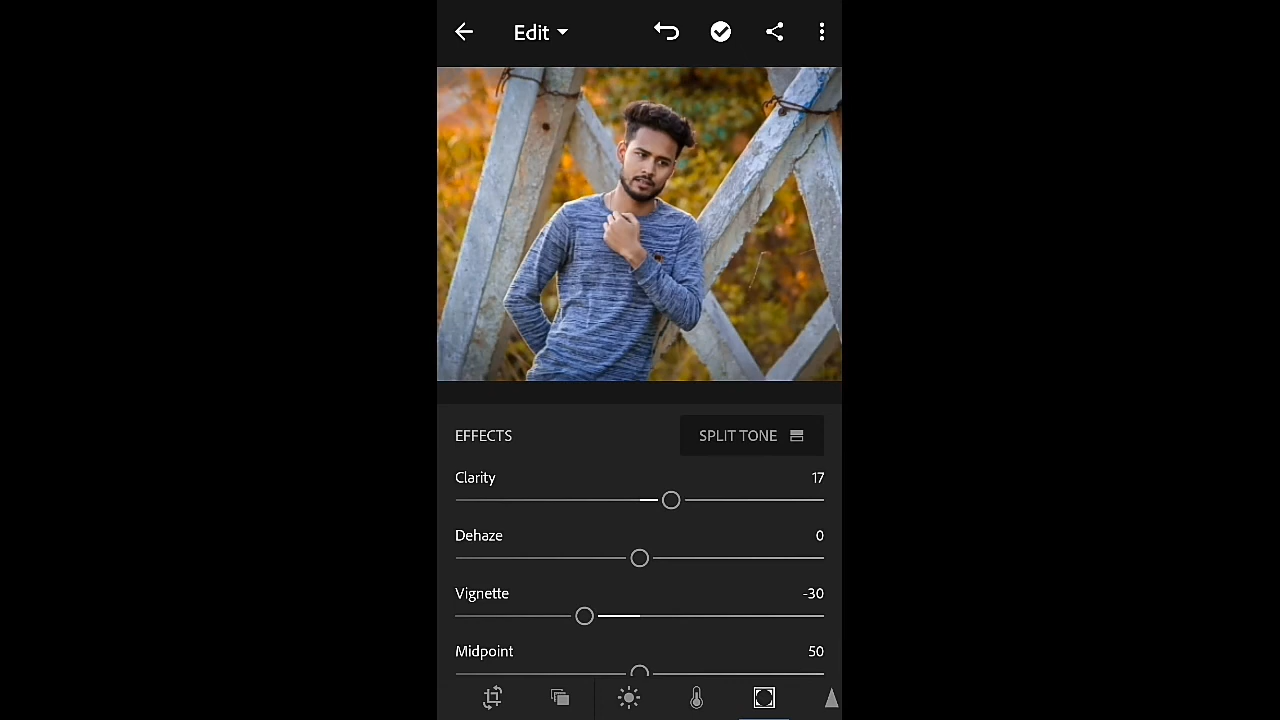 Edit
EFFECTS SPLIT TONE
Clarity 17
Dehaze 0
Vignette -30
Midpoint 50